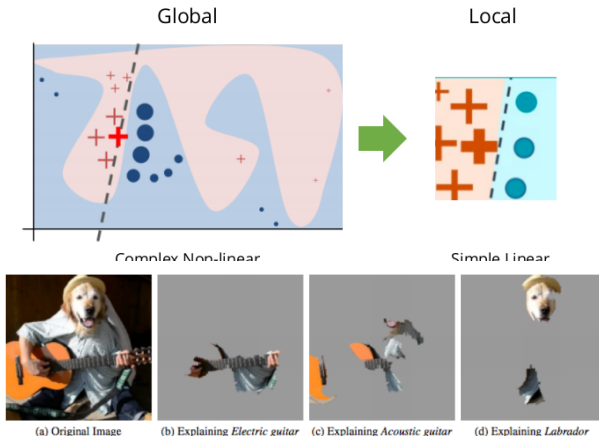 Global
Local
Complex Non-linear
Simple Linear
(a) Original Image
(b) Explaining Electric guitar
(c) Explaining Acoustic guitar
(d) Explaining Labrador